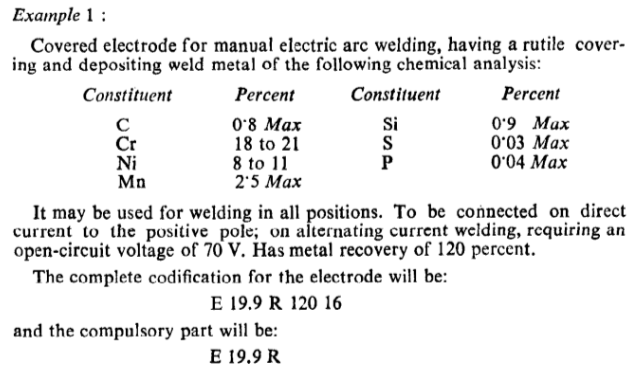 Example 1 :
Covered electrode for manual electric arc welding, having a rutile cover-
ing and depositing weld metal of the following chemical analysis:
Constituent Percent Constituent Percent
C 0·8 Max Si 0·9 Max
Cr 18 to 21 S 0·03 Max
Ni 8 to 11 P 0·04 Max
Mn 2·5 Max
It may be used for welding in all positions. To be connected on direct
current to the positive pole; on alternating current welding, requiring an
open-circuit voltage of 70 V. Has metal recovery of 120 percent.
The complete codification for the electrode will be:
E 19.9 R 120 16
and the compulsory part will be:
E 19.9 R